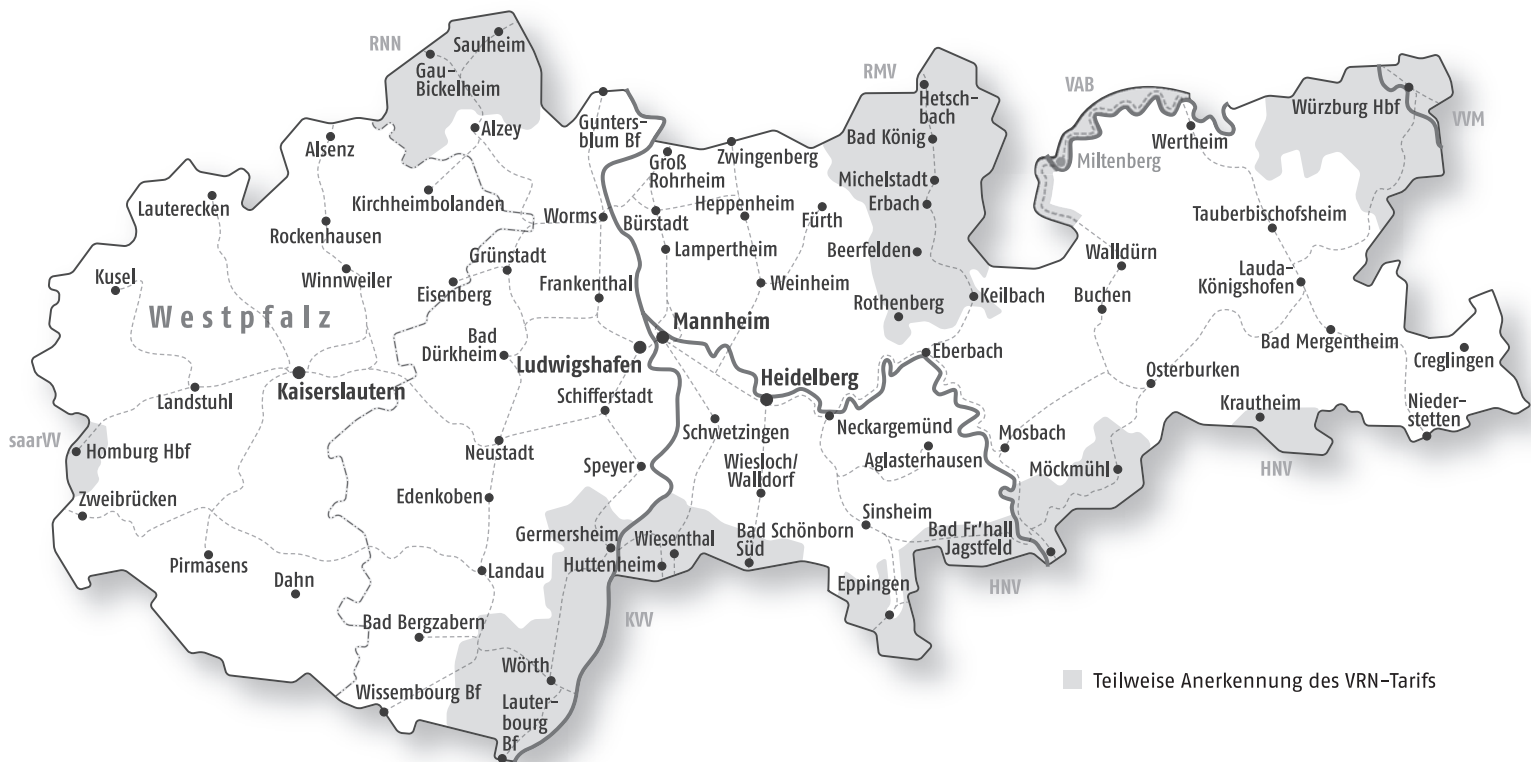 RNN
Saulheim
Gau-
Bickelheim
Alzey
Alsenz
Lauterecken
Kirchheimbolanden
Rockenhausen
Kusel
Winnweiler
Grünstadt
Eisenberg
Westpfalz
Bad
Dürkheim
Kaiserslautern
Landstuhl
saarVV
Homburg Hbf
Zweibrücken
Pirmasens
Dahn
Neustadt
Edenkoben
Landau
Bad Bergzabern
Wissembourg Bf
Gunters-
blum Bf
Worms
Frankenthal
Ludwigshafen
Schifferstadt
Speyer
Germersheim
Huttenheim
Wiesenthal
KVV
Wörth
Lauter-
bourg
Bf
Groß
Rohrheim
Zwingenberg
Bürstadt
Heppenheim
Fürth
Lampertheim
Weinheim
Mannheim
Heidelberg
Schwetzingen
Wiesloch/
Walldorf
Bad Schönborn
Süd
RMV
Hetsch-
bach
Bad König
Michelstadt
Erbach
Beerfelden
Rothenberg
Keilbach
Eberbach
Neckargemünd
Aglasterhausen
Sinsheim
Eppingen
HNV
Bad Fr'hall
Jagstfeld
Mosbach
Möckmühl
VAB
Miltenberg
Wertheim
Würzburg Hbf
VVM
Tauberbischofsheim
Walldürn
Buchen
Lauda-
Königshofen
Bad Mergentheim
Osterburken
Creglingen
Krautheim
Nieder-
stetten
HNV
Teilweise Anerkennung des VRN-Tarifs